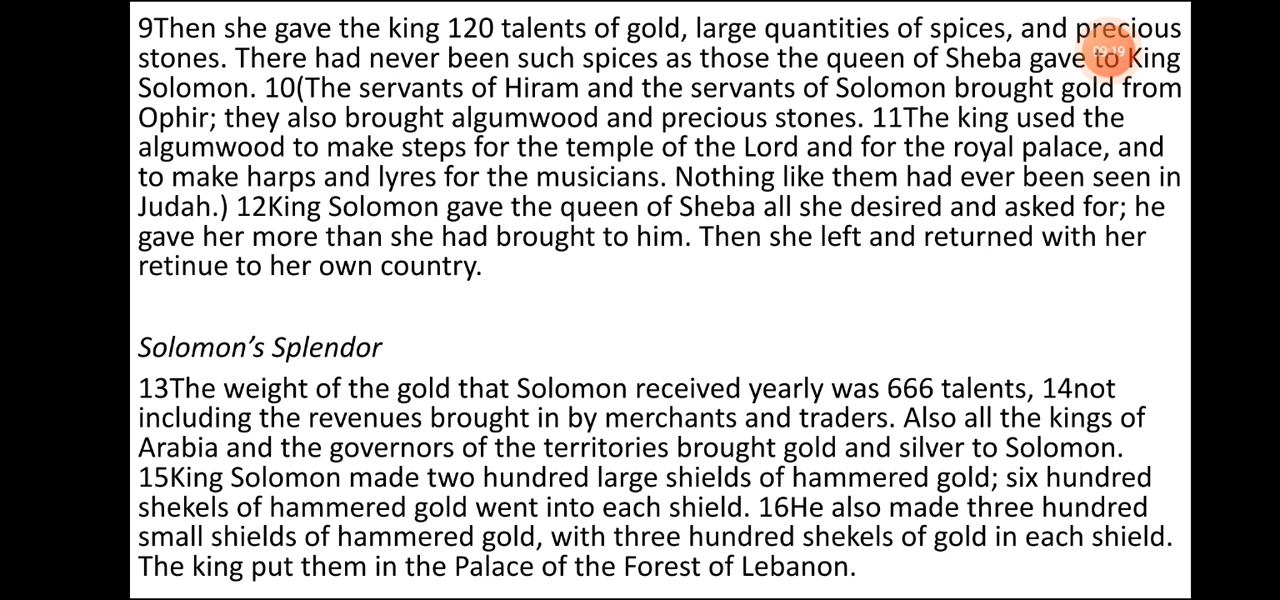 9Then she gave the king 120 talents of gold, large quantities of spices, and precious
stones. There had never been such spices as those the queen of Sheba gave to King
Solomon. 10(The servants of Hiram and the servants of Solomon brought gold from
Ophir; they also brought algumwood and precious stones. 11The king used the
algumwood to make steps for the temple of the Lord and for the royal palace, and
to make harps and lyres for the musicians. Nothing like them had ever been seen in
Judah.) 12King Solomon gave the queen of Sheba all she desired and asked for; he
gave her more than she had brought to him. Then she left and returned with her
retinue to her own country.
Solomon’s Splendor
13The weight of the gold that Solomon received yearly was 666 talents, 14not
including the revenues brought in by merchants and traders. Also all the kings of
Arabia and the governors of the territories brought gold and silver to Solomon.
15King Solomon made two hundred large shields of hammered gold; six hundred
shekels of hammered gold went into each shield. 16He also made three hundred
small shields of hammered gold, with three hundred shekels of gold in each shield.
The king put them in the Palace of the Forest of Lebanon.
09:19